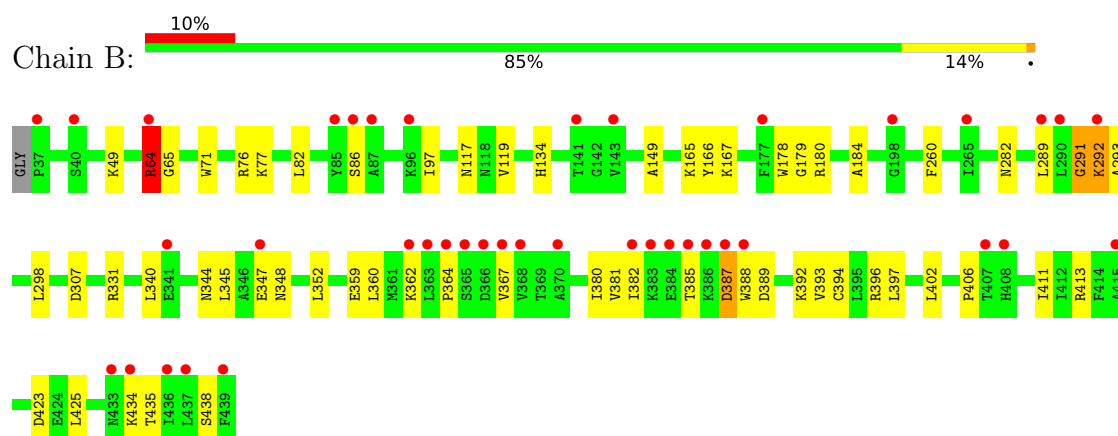 10%
Chain B:
85% 14% •
GLY P37 S40 K49 R64 G65 W71 R76 K77 L82 Y85 S86 A87 K96 I97 N117 N118 V119 H134 T141 G142 V143 A149 K165 Y166 K167 F177 W178 G179 R180 A184 G198 F260 I265 N282 L289 L290 G291 K292 A293
L298 D307 R331 L340 E341 N344 L345 A346 E347 N348 L352 E359 L360 M361 K362 L363 P364 S365 D366 V367 V368 T369 A370 I380 V381 I382 K383 E384 T385 K386 D387 W388 D389 K392 V393 C394 L395 R396 L397 L402 P406 T407 H408 I411 I412 R413 F414 A415
D423 E424 L425 N433 K434 T435 I436 L437 S438 F439